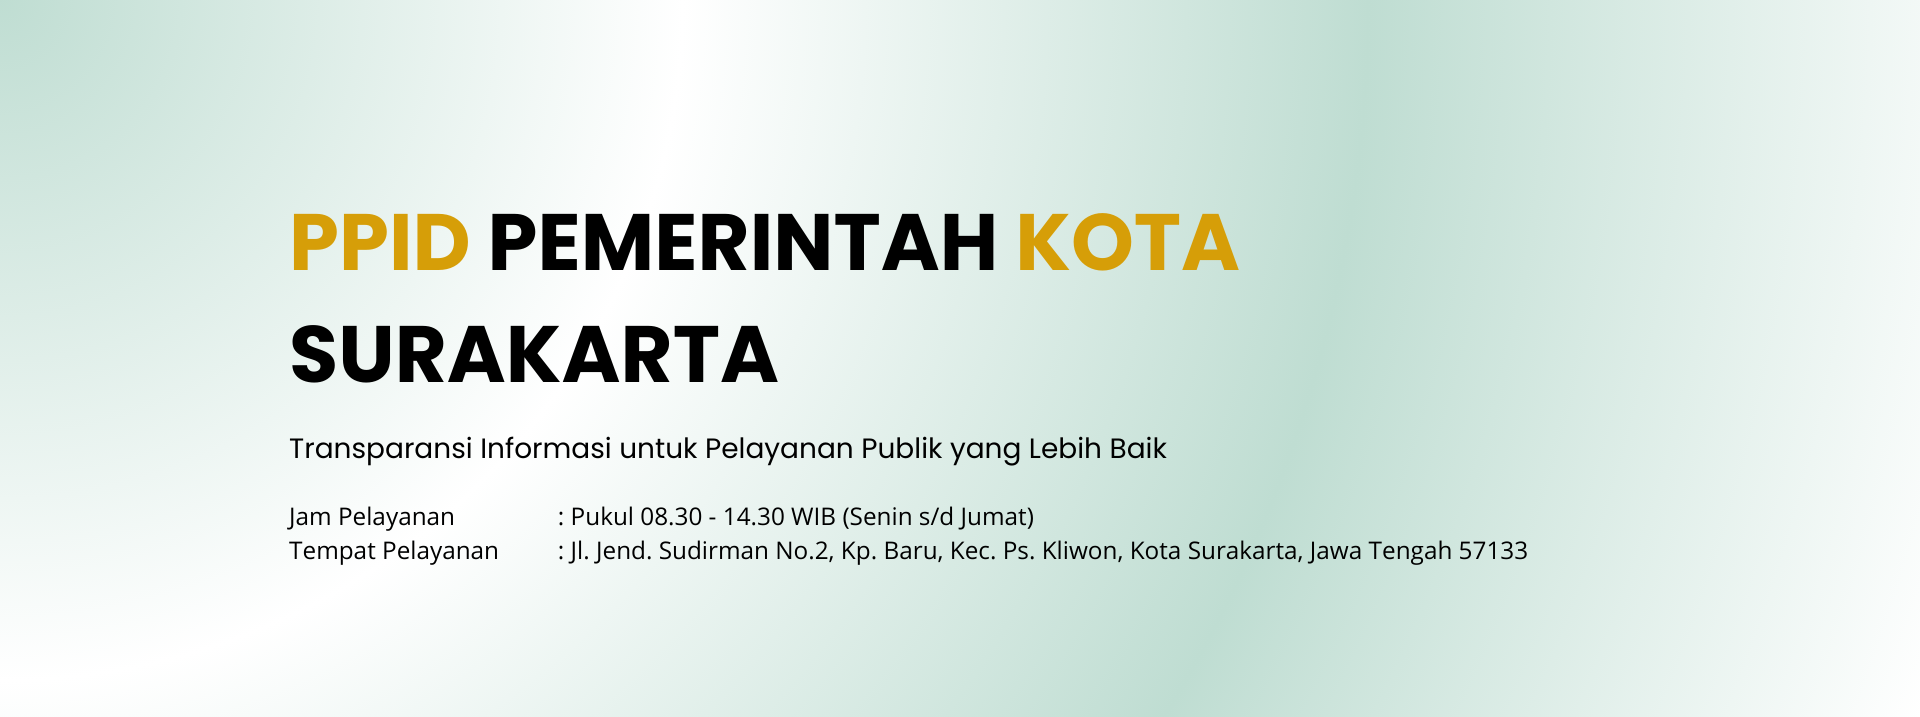 PPID PEMERINTAH KOTA
SURAKARTA
Transparansi Informasi untuk Pelayanan Publik yang Lebih Baik
Jam Pelayanan : Pukul 08.30 - 14.30 WIB (Senin s/d Jumat)
Tempat Pelayanan : Jl. Jend. Sudirman No.2, Kp. Baru, Kec. Ps. Kliwon, Kota Surakarta, Jawa Tengah 57133